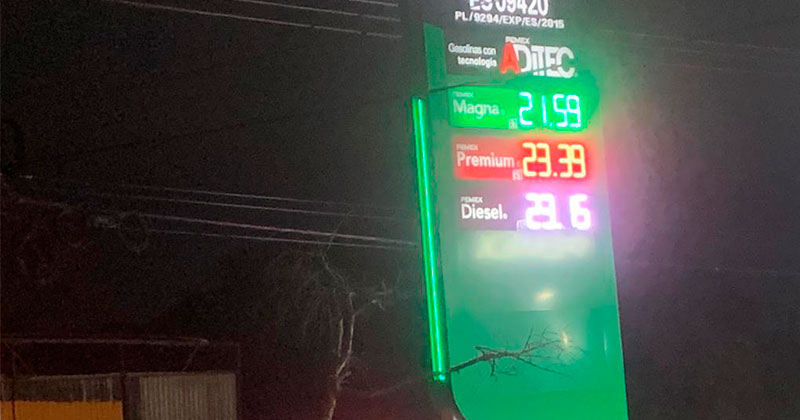 ES 09420
PL/9294/EXP/ES/2015
Gasolinas con
tecnología
PEMEX
ADITEC
PEMEX
Magna 21.59
PEMEX
Premium 23.39
PEMEX
Diesel